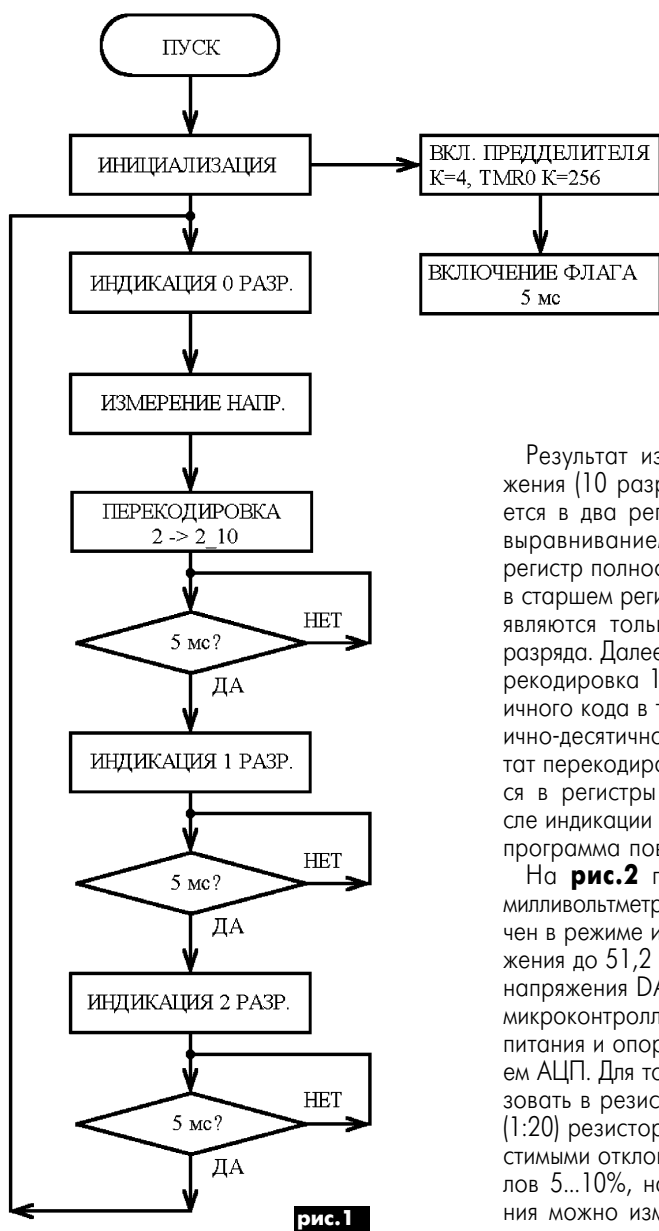 ПУСК
ИНИЦИАЛИЗАЦИЯ
ВКЛ. ПРЕДДЕЛИТЕЛЯ
К=4, TMR0 К=256
ВКЛЮЧЕНИЕ ФЛАГА
5 мс
ИНДИКАЦИЯ 0 РАЗР.
ИЗМЕРЕНИЕ НАПР.
ПЕРЕКОДИРОВКА
2 -> 2_10
5 мс?
НЕТ
ДА
ИНДИКАЦИЯ 1 РАЗР.
5 мс?
НЕТ
ДА
ИНДИКАЦИЯ 2 РАЗР.
5 мс?
НЕТ
ДА
рис.1
Результат из
жения (10 разр
ется в два рег
выравнивание
регистр полнос
в старшем реги
являются толь
разряда. Далее
рекодировка 1
ичного кода в т
ично-десятично
тат перекодиро
ся в регистры
сле индикации
программа пов
На рис.2 п
милливольтметр
чен в режиме и
жения до 51,2
напряжения DA
микроконтролл
питания и опор
ем АЦП. Для то
зовать в резис
(1:20) резистор
стимыми откло
лов 5...10%, но
ния можно изм